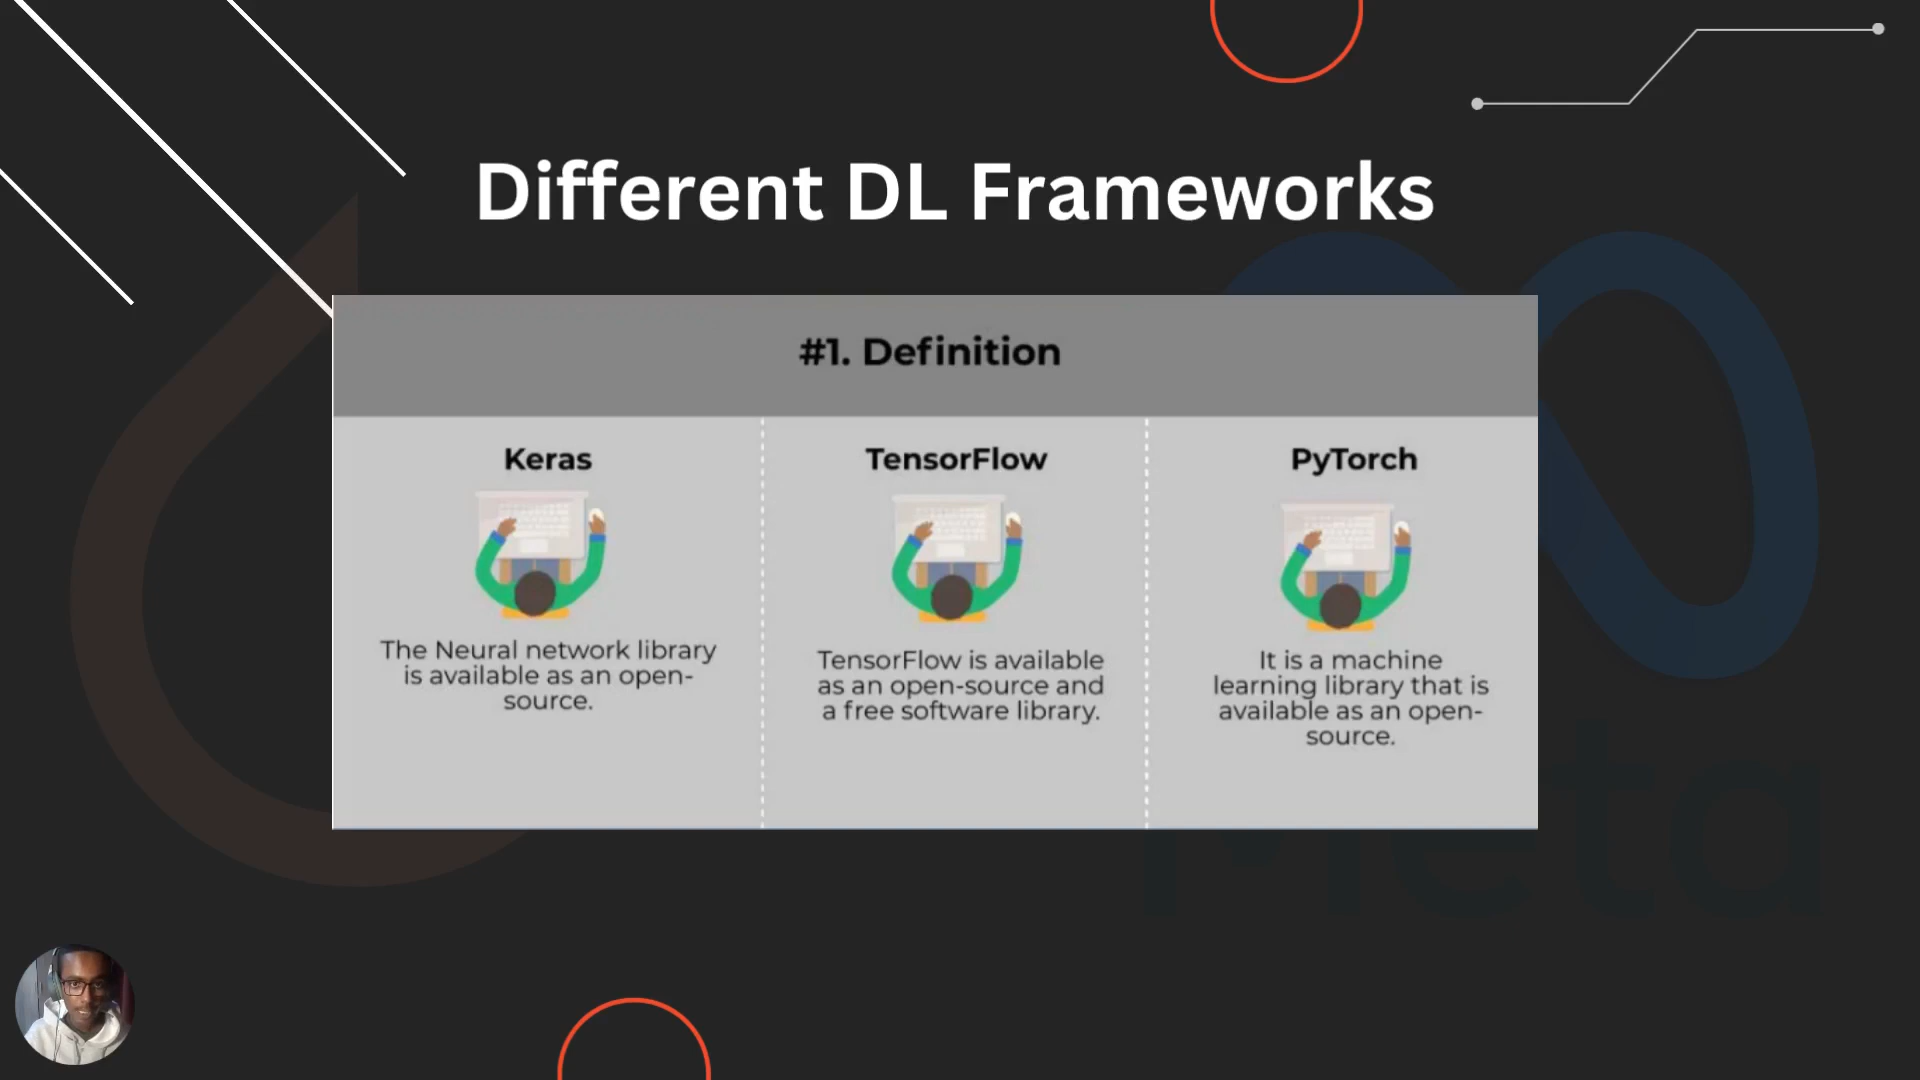 Different DL Frameworks
#1. Definition
Keras
The Neural network library
is available as an open-
source.
TensorFlow
TensorFlow is available
as an open-source and
a free software library.
PyTorch
It is a machine
learning library that is
available as an open-
source.
Meta